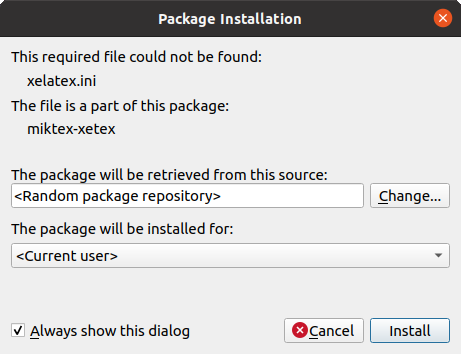 Package Installation
This required file could not be found:
xelatex.ini
The file is a part of this package:
miktex-xetex
The package will be retrieved from this source:
<Random package repository>
Change...
The package will be installed for:
<Current user>
Always show this dialog
Cancel
Install